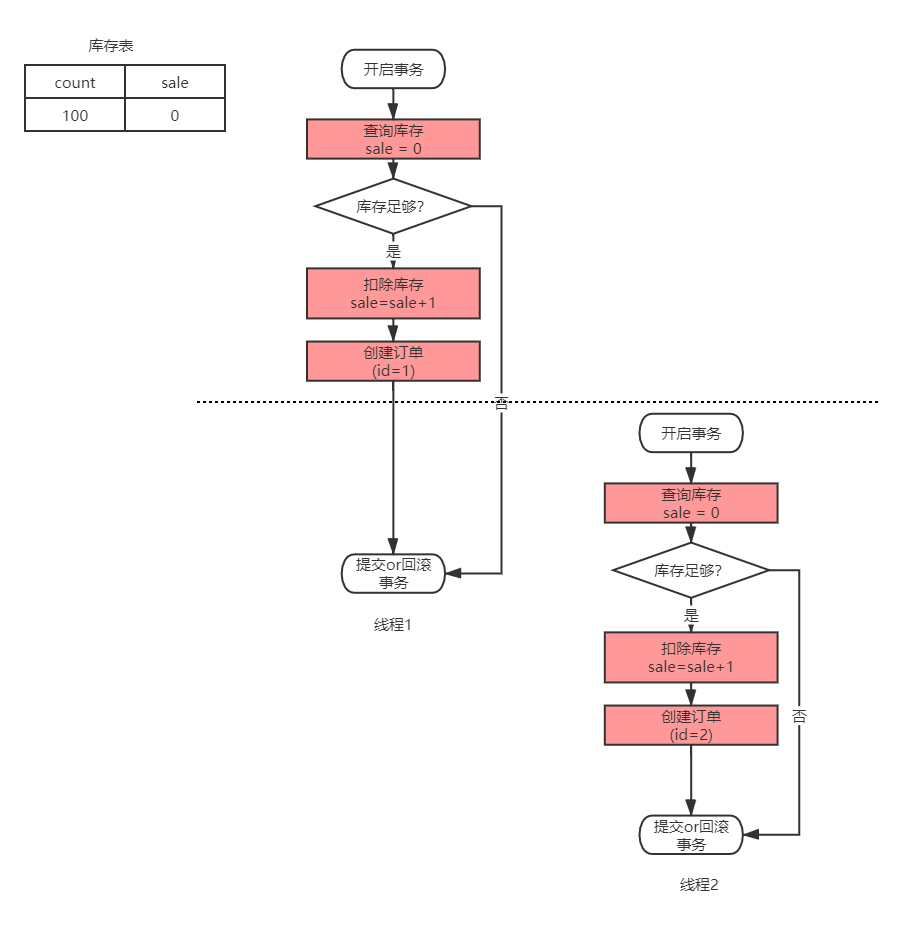 库存表
count
sale
100
0
开启事务
查询库存
sale = 0
库存足够?
是
扣除库存
sale=sale+1
创建订单
(id=1)
否
提交or回滚
事务
线程1
开启事务
查询库存
sale = 0
库存足够?
是
扣除库存
sale=sale+1
创建订单
(id=2)
否
提交or回滚
事务
线程2